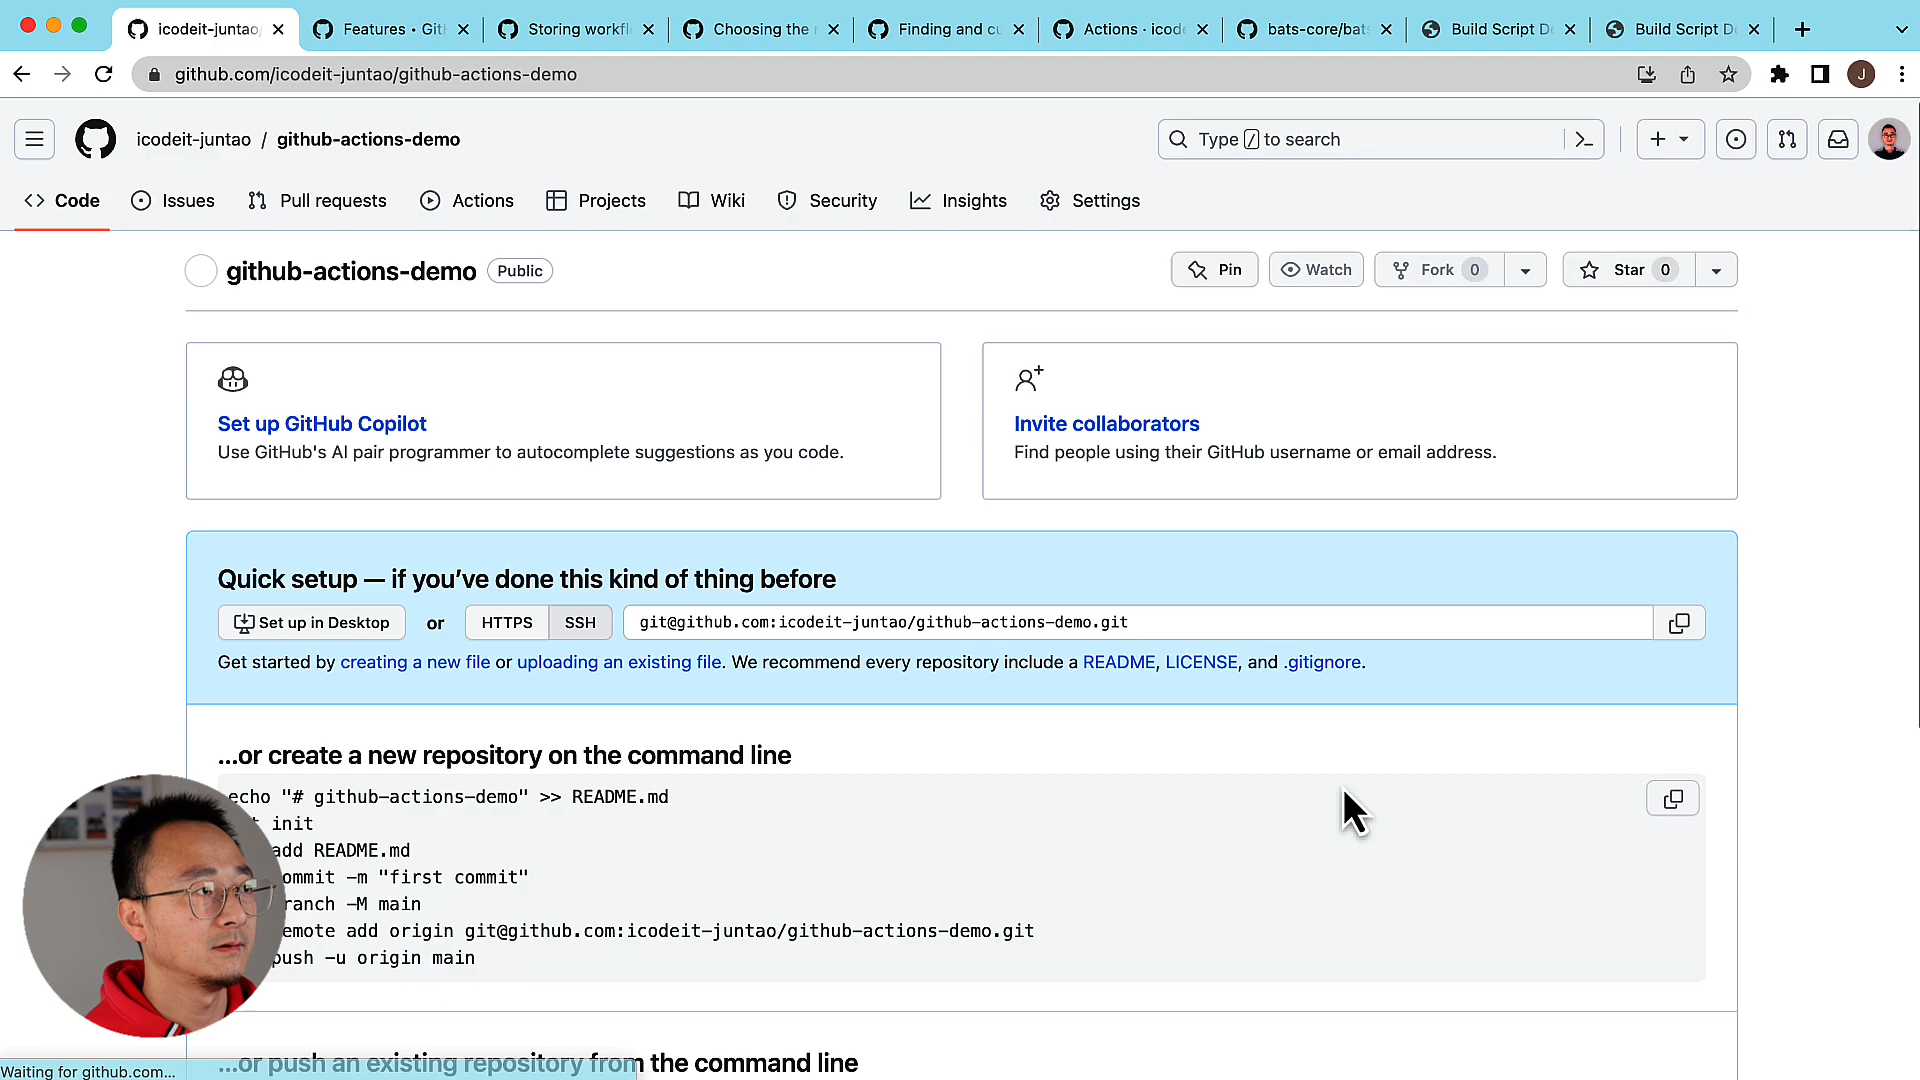 icodeit-juntao/
Features • Git
Storing workfl
Choosing the r
Finding and cu
Actions · icode
bats-core/bats
Build Script De
Build Script De
github.com/icodeit-juntao/github-actions-demo
J
icodeit-juntao / github-actions-demo
Type / to search
Code
Issues
Pull requests
Actions
Projects
Wiki
Security
Insights
Settings
github-actions-demo
Public
Pin
Watch
Fork 0
Star 0
Set up GitHub Copilot
Use GitHub's AI pair programmer to autocomplete suggestions as you code.
Invite collaborators
Find people using their GitHub username or email address.
Quick setup — if you’ve done this kind of thing before
Set up in Desktop
or
HTTPS
SSH
git@github.com:icodeit-juntao/github-actions-demo.git
Get started by creating a new file or uploading an existing file. We recommend every repository include a README, LICENSE, and .gitignore.
...or create a new repository on the command line
echo "# github-actions-demo" >> README.md
init
add README.md
ommit -m "first commit"
ranch -M main
emote add origin git@github.com:icodeit-juntao/github-actions-demo.git
push -u origin main
...or push an existing repository from the command line
Waiting for github.com...